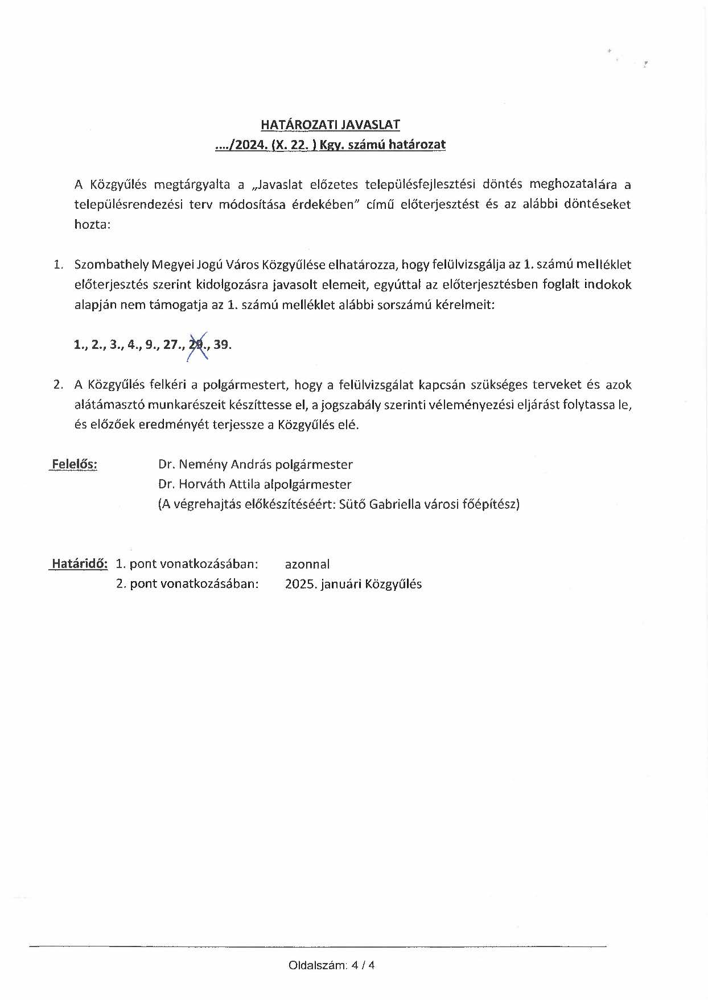 HATÁROZATI JAVASLAT
..../2024. (X. 22. ) Kgy. számú határozat
A Közgyűlés megtárgyalta a „Javaslat előzetes településfejlesztési döntés meghozatalára a
településrendezési terv módosítása érdekében" című előterjesztést és az alábbi döntéseket
hozta:
1. Szombathely Megyei Jogú Város Közgyűlése elhatározza, hogy felülvizsgálja az 1. számú melléklet
előterjesztés szerint kidolgozásra javasolt elemeit, egyúttal az előterjesztésben foglalt indokok
alapján nem támogatja az 1. számú melléklet alábbi sorszámú kérelmeit:
1., 2., 3., 4., 9., 27., 29., 39.
2. A Közgyűlés felkéri a polgármestert, hogy a felülvizsgálat kapcsán szükséges terveket és azok
alátámasztó munkarészeit készíttesse el, a jogszabály szerinti véleményezési eljárást folytassa le,
és előzőek eredményét terjessze a Közgyűlés elé.
Felelős: Dr. Nemény András polgármester
Dr. Horváth Attila alpolgármester
(A végrehajtás előkészítéséért: Sütő Gabriella városi főépítész)
Határidő: 1. pont vonatkozásában: azonnal
2. pont vonatkozásában: 2025. januári Közgyűlés
Oldalszám: 4 / 4